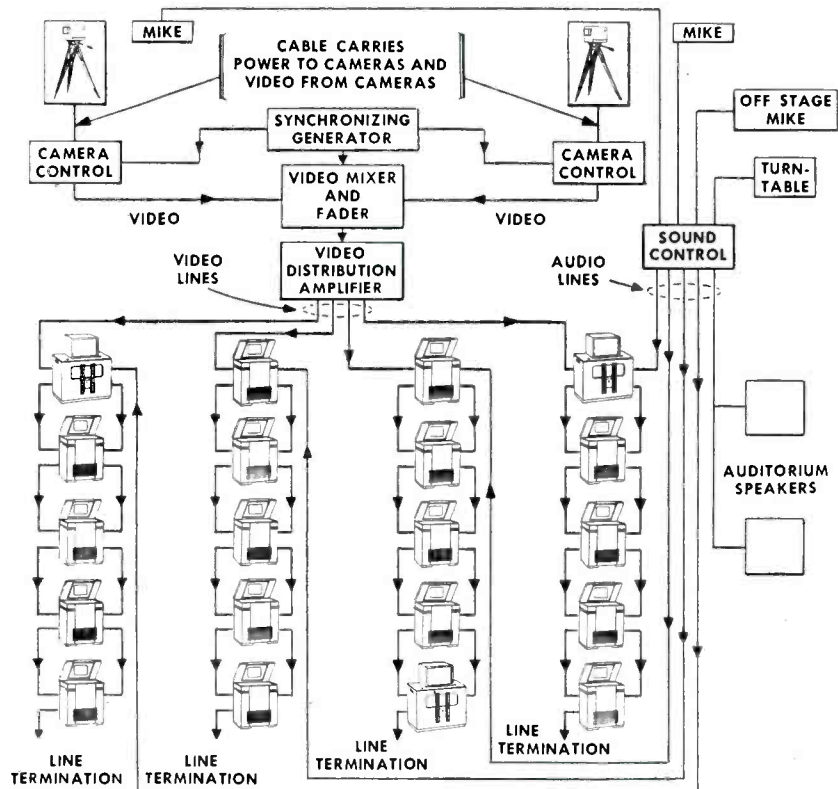 MIKE
CABLE CARRIES
POWER TO CAMERAS AND
VIDEO FROM CAMERAS
MIKE
OFF STAGE
MIKE
SYNCHRONIZING
GENERATOR
CAMERA
CONTROL
CAMERA
CONTROL
TURN-
TABLE
VIDEO MIXER
AND
FADER
VIDEO
VIDEO
SOUND
CONTROL
VIDEO
LINES
VIDEO
DISTRIBUTION
AMPLIFIER
AUDIO
LINES
AUDITORIUM
SPEAKERS
LINE
TERMINATION
LINE
TERMINATION
LINE
TERMINATION
LINE
TERMINATION